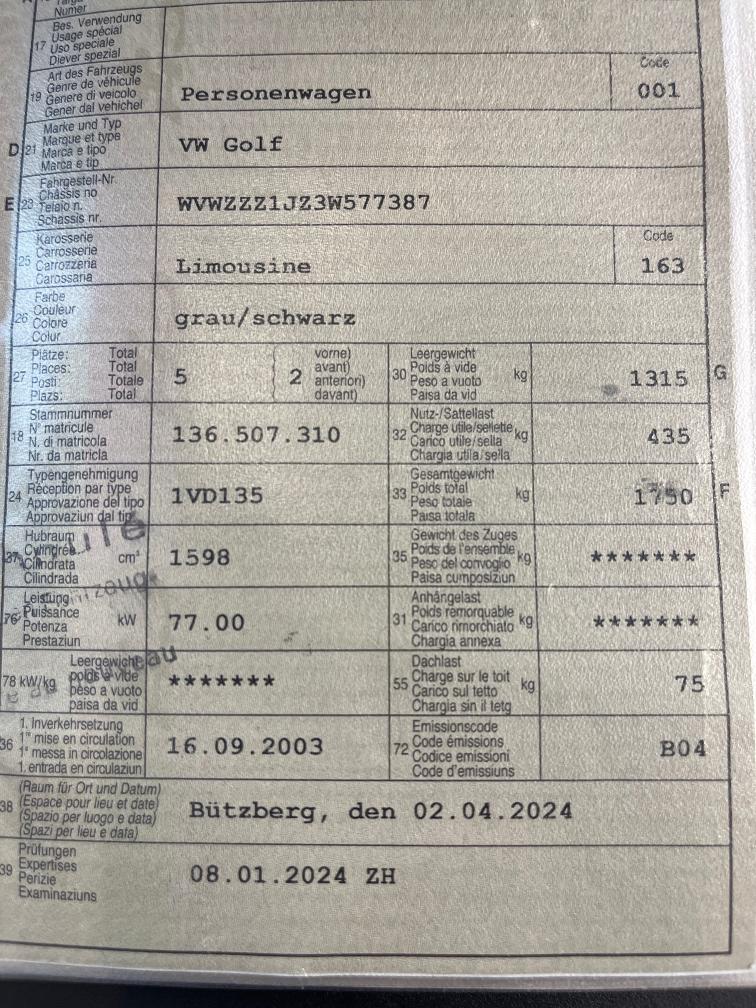 Numer
17
Bes. Verwendung
Usage spécial
Uso speciale
Diever spezial
19
Art des Fahrzeugs
Genre de véhicule
Genere di veicolo
Gener dal vehichel
Personenwagen
Code
001
D 21
Marke und Typ
Marque et type
Marca e tipo
Marca e tip
VW Golf
E 23
Fahrgestell-Nr.
Châssis no
Telaio n.
Schassis nr.
WVWZZZ1JZ3W577387
25
Karosserie
Carrosserie
Carrozzeria
Carossaria
Limousine
Code
163
26
Farbe
Couleur
Colore
Colur
grau/schwarz
27
Plätze: Total
Places: Total
Posti: Totale
Plazs: Total
5
2
vorne)
avant)
anteriori)
davant)
30
Leergewicht
Poids à vide
Peso a vuoto
Paisa da vid
kg
1315
G
18
Stammnummer
N° matricule
N. di matricola
Nr. da matricla
136.507.310
32
Nutz-/Sattellast
Charge utile/sellette
Carico utile/sella
Chargia utila/sella
kg
435
24
Typengenehmigung
Réception par type
Approvazione del tipo
Approvaziun dal tip
1VD135
33
Gesamtgewicht
Poids total
Peso totale
Paisa totala
kg
1750
F
37
Hubraum
Cylindrée
Cilindrata
Cilindrada
cm³
1598
35
Gewicht des Zuges
Poids de l'ensemble
Peso del convoglio
Paisa cumposiziun
kg
*******
76
Leistung
Puissance
Potenza
Prestaziun
kW
77.00
31
Anhängelast
Poids remorquable
Carico rimorchiato
Chargia annexa
kg
*******
78 kW/kg
Leergewicht
poids à vide
peso a vuoto
paisa da vid
*******
55
Dachlast
Charge sur le toit
Carico sul tetto
Chargia sin il tetg
kg
75
36
1. Inverkehrsetzung
1re mise en circulation
1a messa in circolazione
1. entrada en circulaziun
16.09.2003
72
Emissionscode
Code émissions
Codice emissioni
Code d'emissiuns
B04
38
(Raum für Ort und Datum)
(Espace pour lieu et date)
(Spazio per luogo e data)
(Spazi per lieu e data)
Bützberg, den 02.04.2024
39
Prüfungen
Expertises
Perizie
Examinaziuns
08.01.2024 ZH